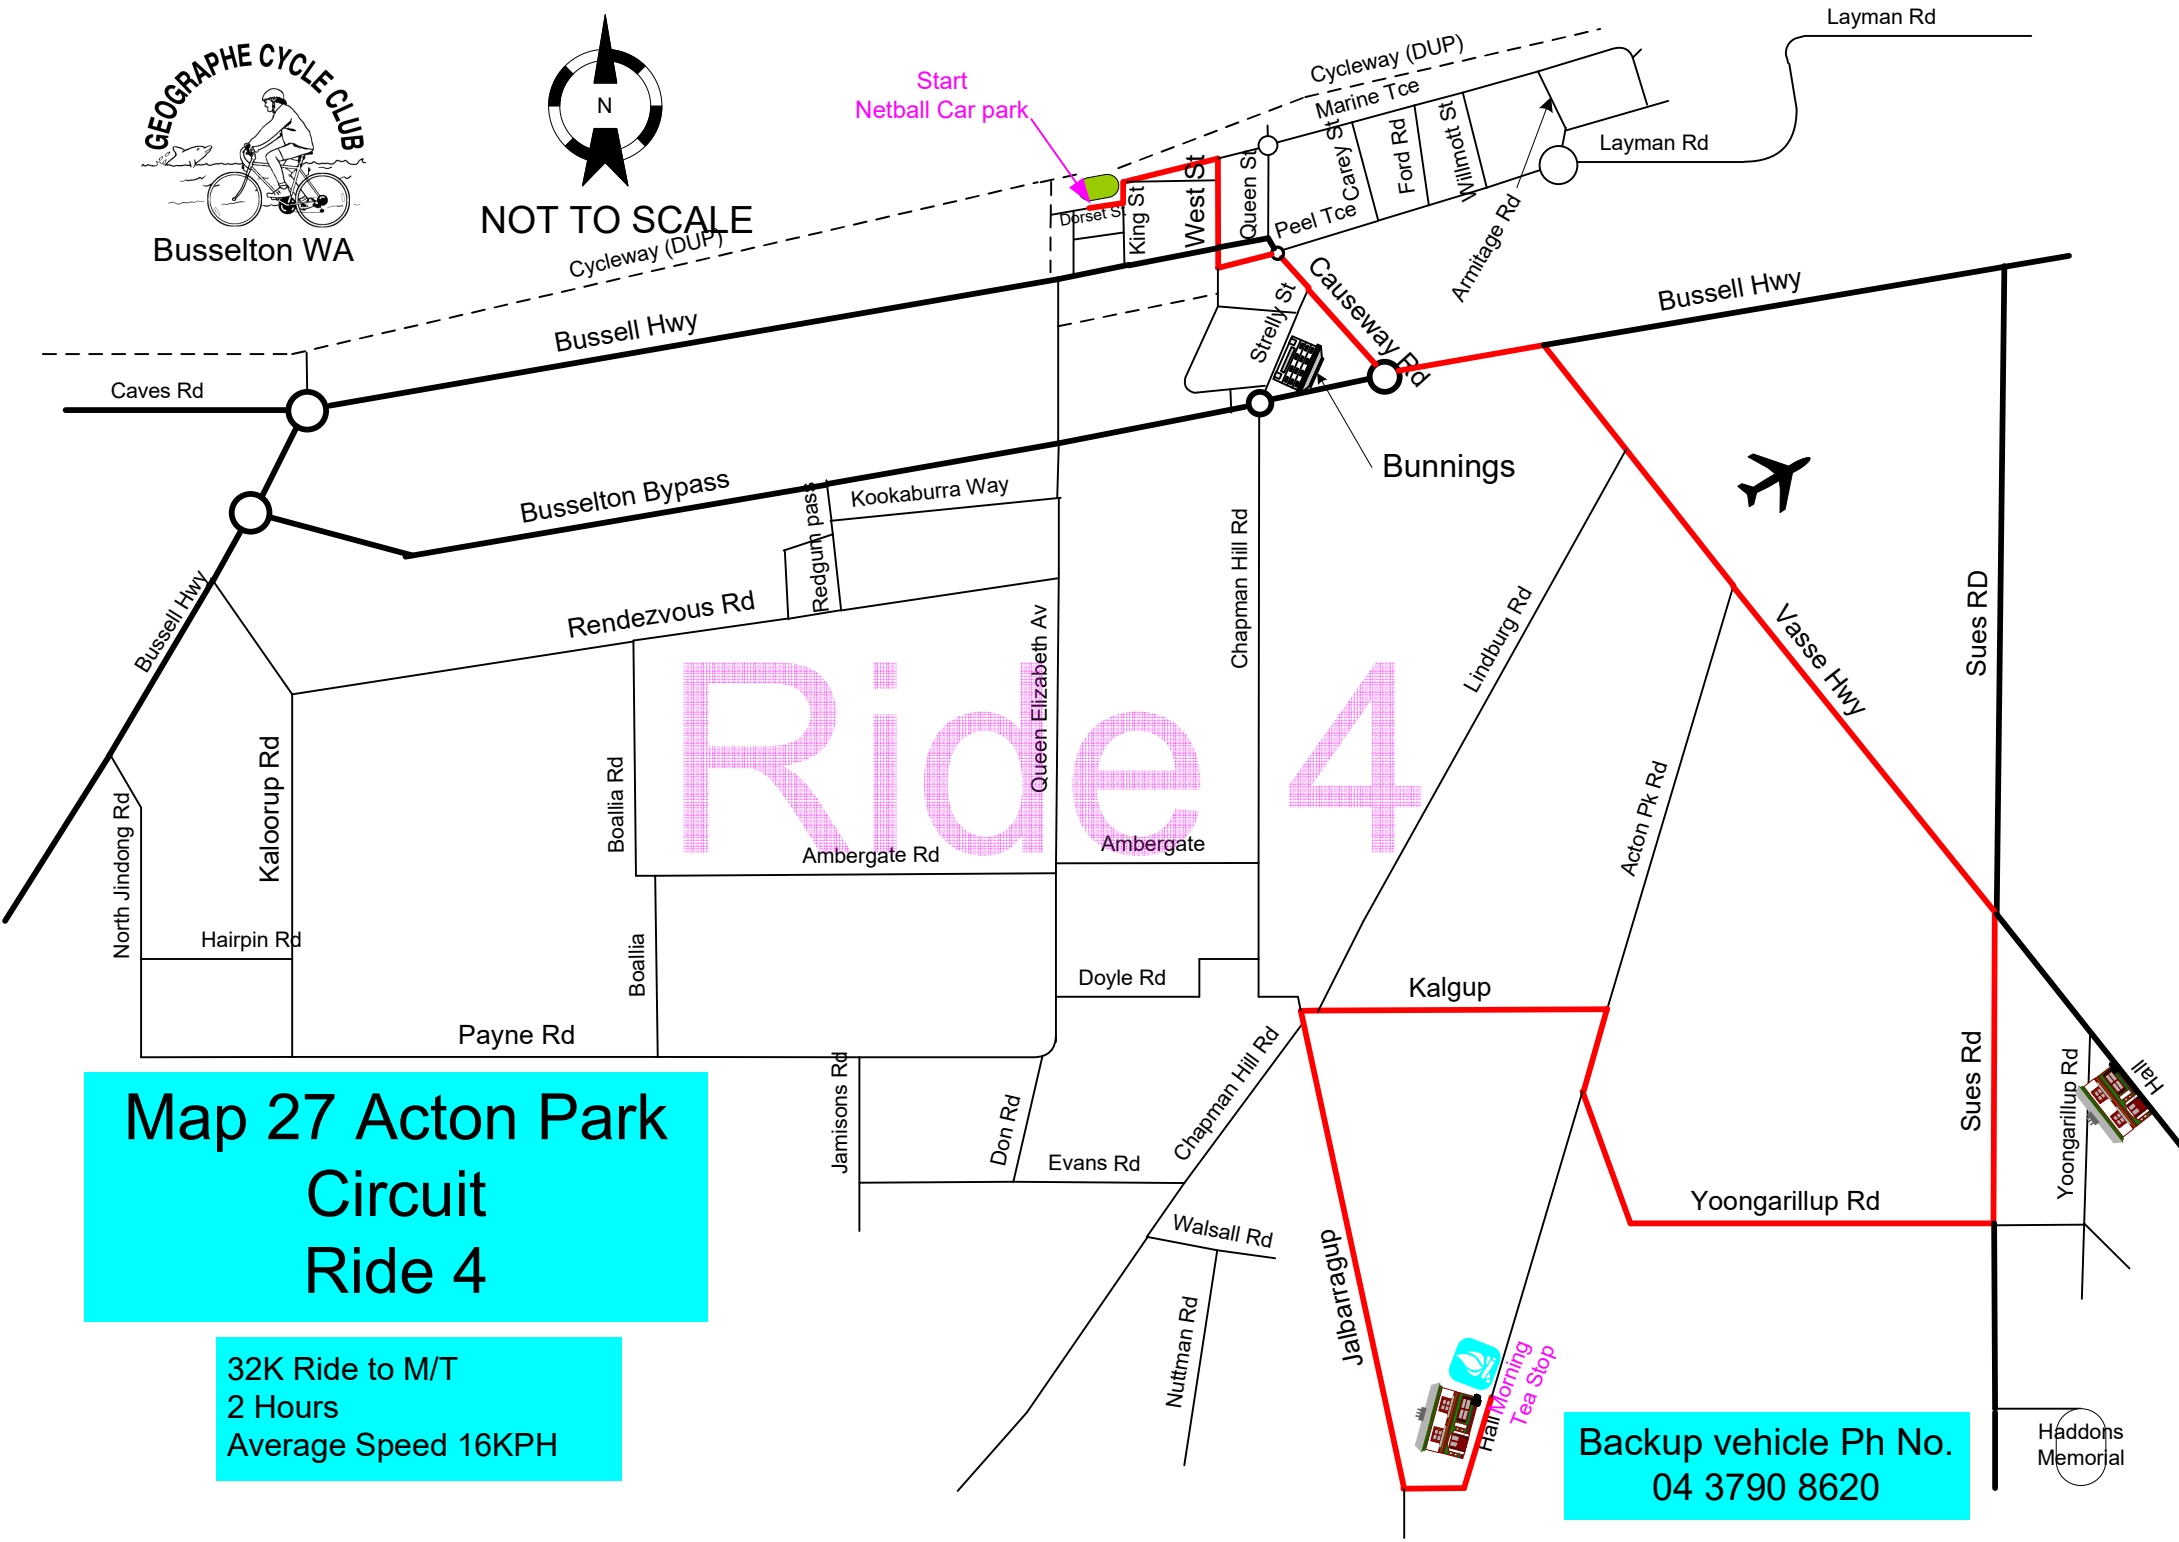 Layman Rd
GEOGRAPHE CYCLE CLUB
Busselton WA
N
NOT TO SCALE
Start
Netball Car park
Cycleway (DUP)
Marine Tce
Layman Rd
Carey St
Ford Rd
Willmott St
Armitage Rd
Dorset St
King St
West St
Queen St
Peel Tce
Cycleway (DUP)
Causeway Rd
Strelly St
Bussell Hwy
Bussell Hwy
Caves Rd
Bunnings
Busselton Bypass
Redgum pass
Kookaburra Way
Chapman Hill Rd
Bussell Hwy
Rendezvous Rd
Queen Elizabeth Av
Lindburg Rd
Vasse Hwy
Sues RD
Ride 4
Kaloorup Rd
North Jindong Rd
Boallia Rd
Ambergate Rd
Ambergate
Acton Pk Rd
Hairpin Rd
Boallia
Doyle Rd
Kalgup
Payne Rd
Jamisons Rd
Don Rd
Chapman Hill Rd
Evans Rd
Sues Rd
Yoongarillup Rd
Hall
Map 27 Acton Park
Circuit
Ride 4
Yoongarillup Rd
Walsall Rd
Nuttman Rd
Jalbarragup
Morning
Tea Stop
Hall
32K Ride to M/T
2 Hours
Average Speed 16KPH
Backup vehicle Ph No.
04 3790 8620
Haddons
Memorial